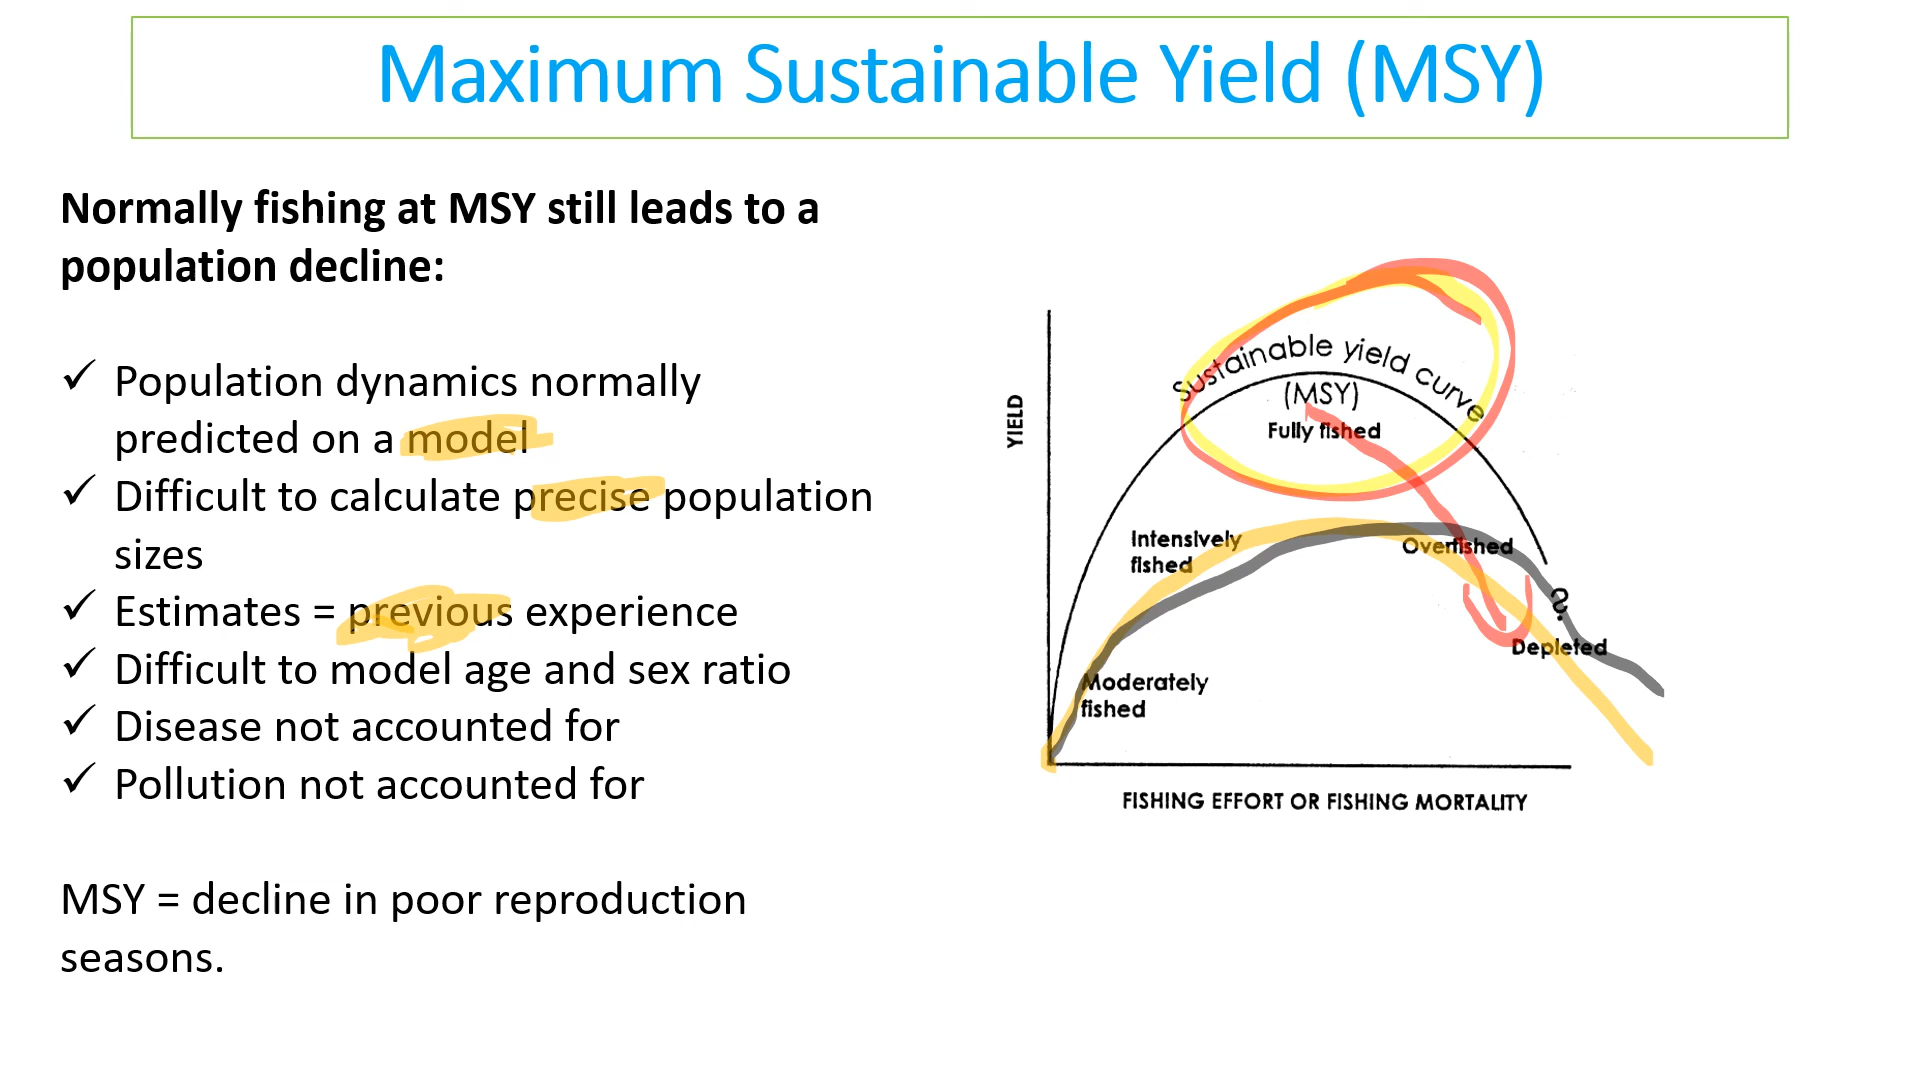 Maximum Sustainable Yield (MSY)
Normally fishing at MSY still leads to a
population decline:
✓ Population dynamics normally
predicted on a model
✓ Difficult to calculate precise population
sizes
✓ Estimates = previous experience
✓ Difficult to model age and sex ratio
✓ Disease not accounted for
✓ Pollution not accounted for
MSY = decline in poor reproduction
seasons.
YIELD
Sustainable yield curve
(MSY)
Fully fished
Intensively
fished
Overfished
?
Depleted
Moderately
fished
FISHING EFFORT OR FISHING MORTALITY